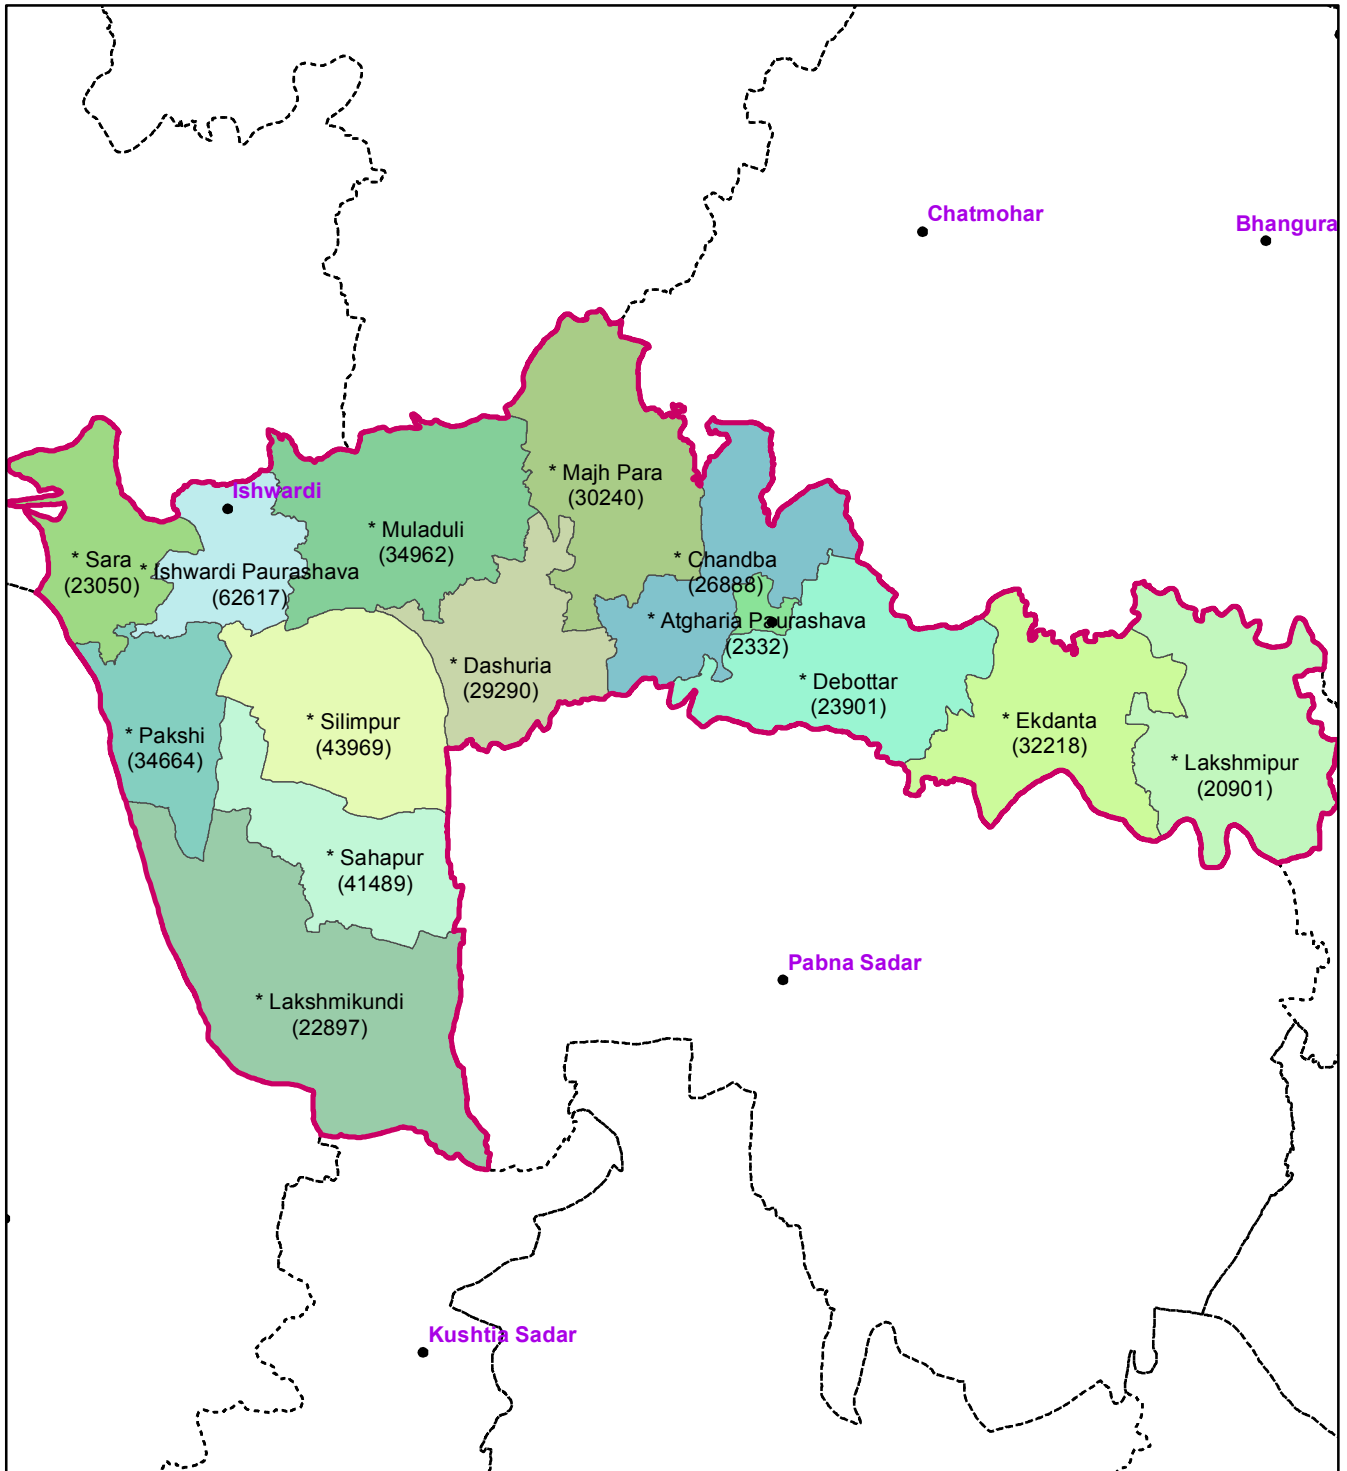 Chatmohar
Bhangura
* Majh Para
(30240)
Ishwardi
* Muladuli
(34962)
* Sara
(23050)
* Ishwardi Paurashava
(62617)
* Chandba
(26888)
* Atgharia Paurashava
(2332)
* Dashuria
(29290)
* Debottar
(23901)
* Silimpur
(43969)
* Pakshi
(34664)
* Ekdanta
(32218)
* Lakshmipur
(20901)
* Sahapur
(41489)
Pabna Sadar
* Lakshmikundi
(22897)
Kushtia Sadar